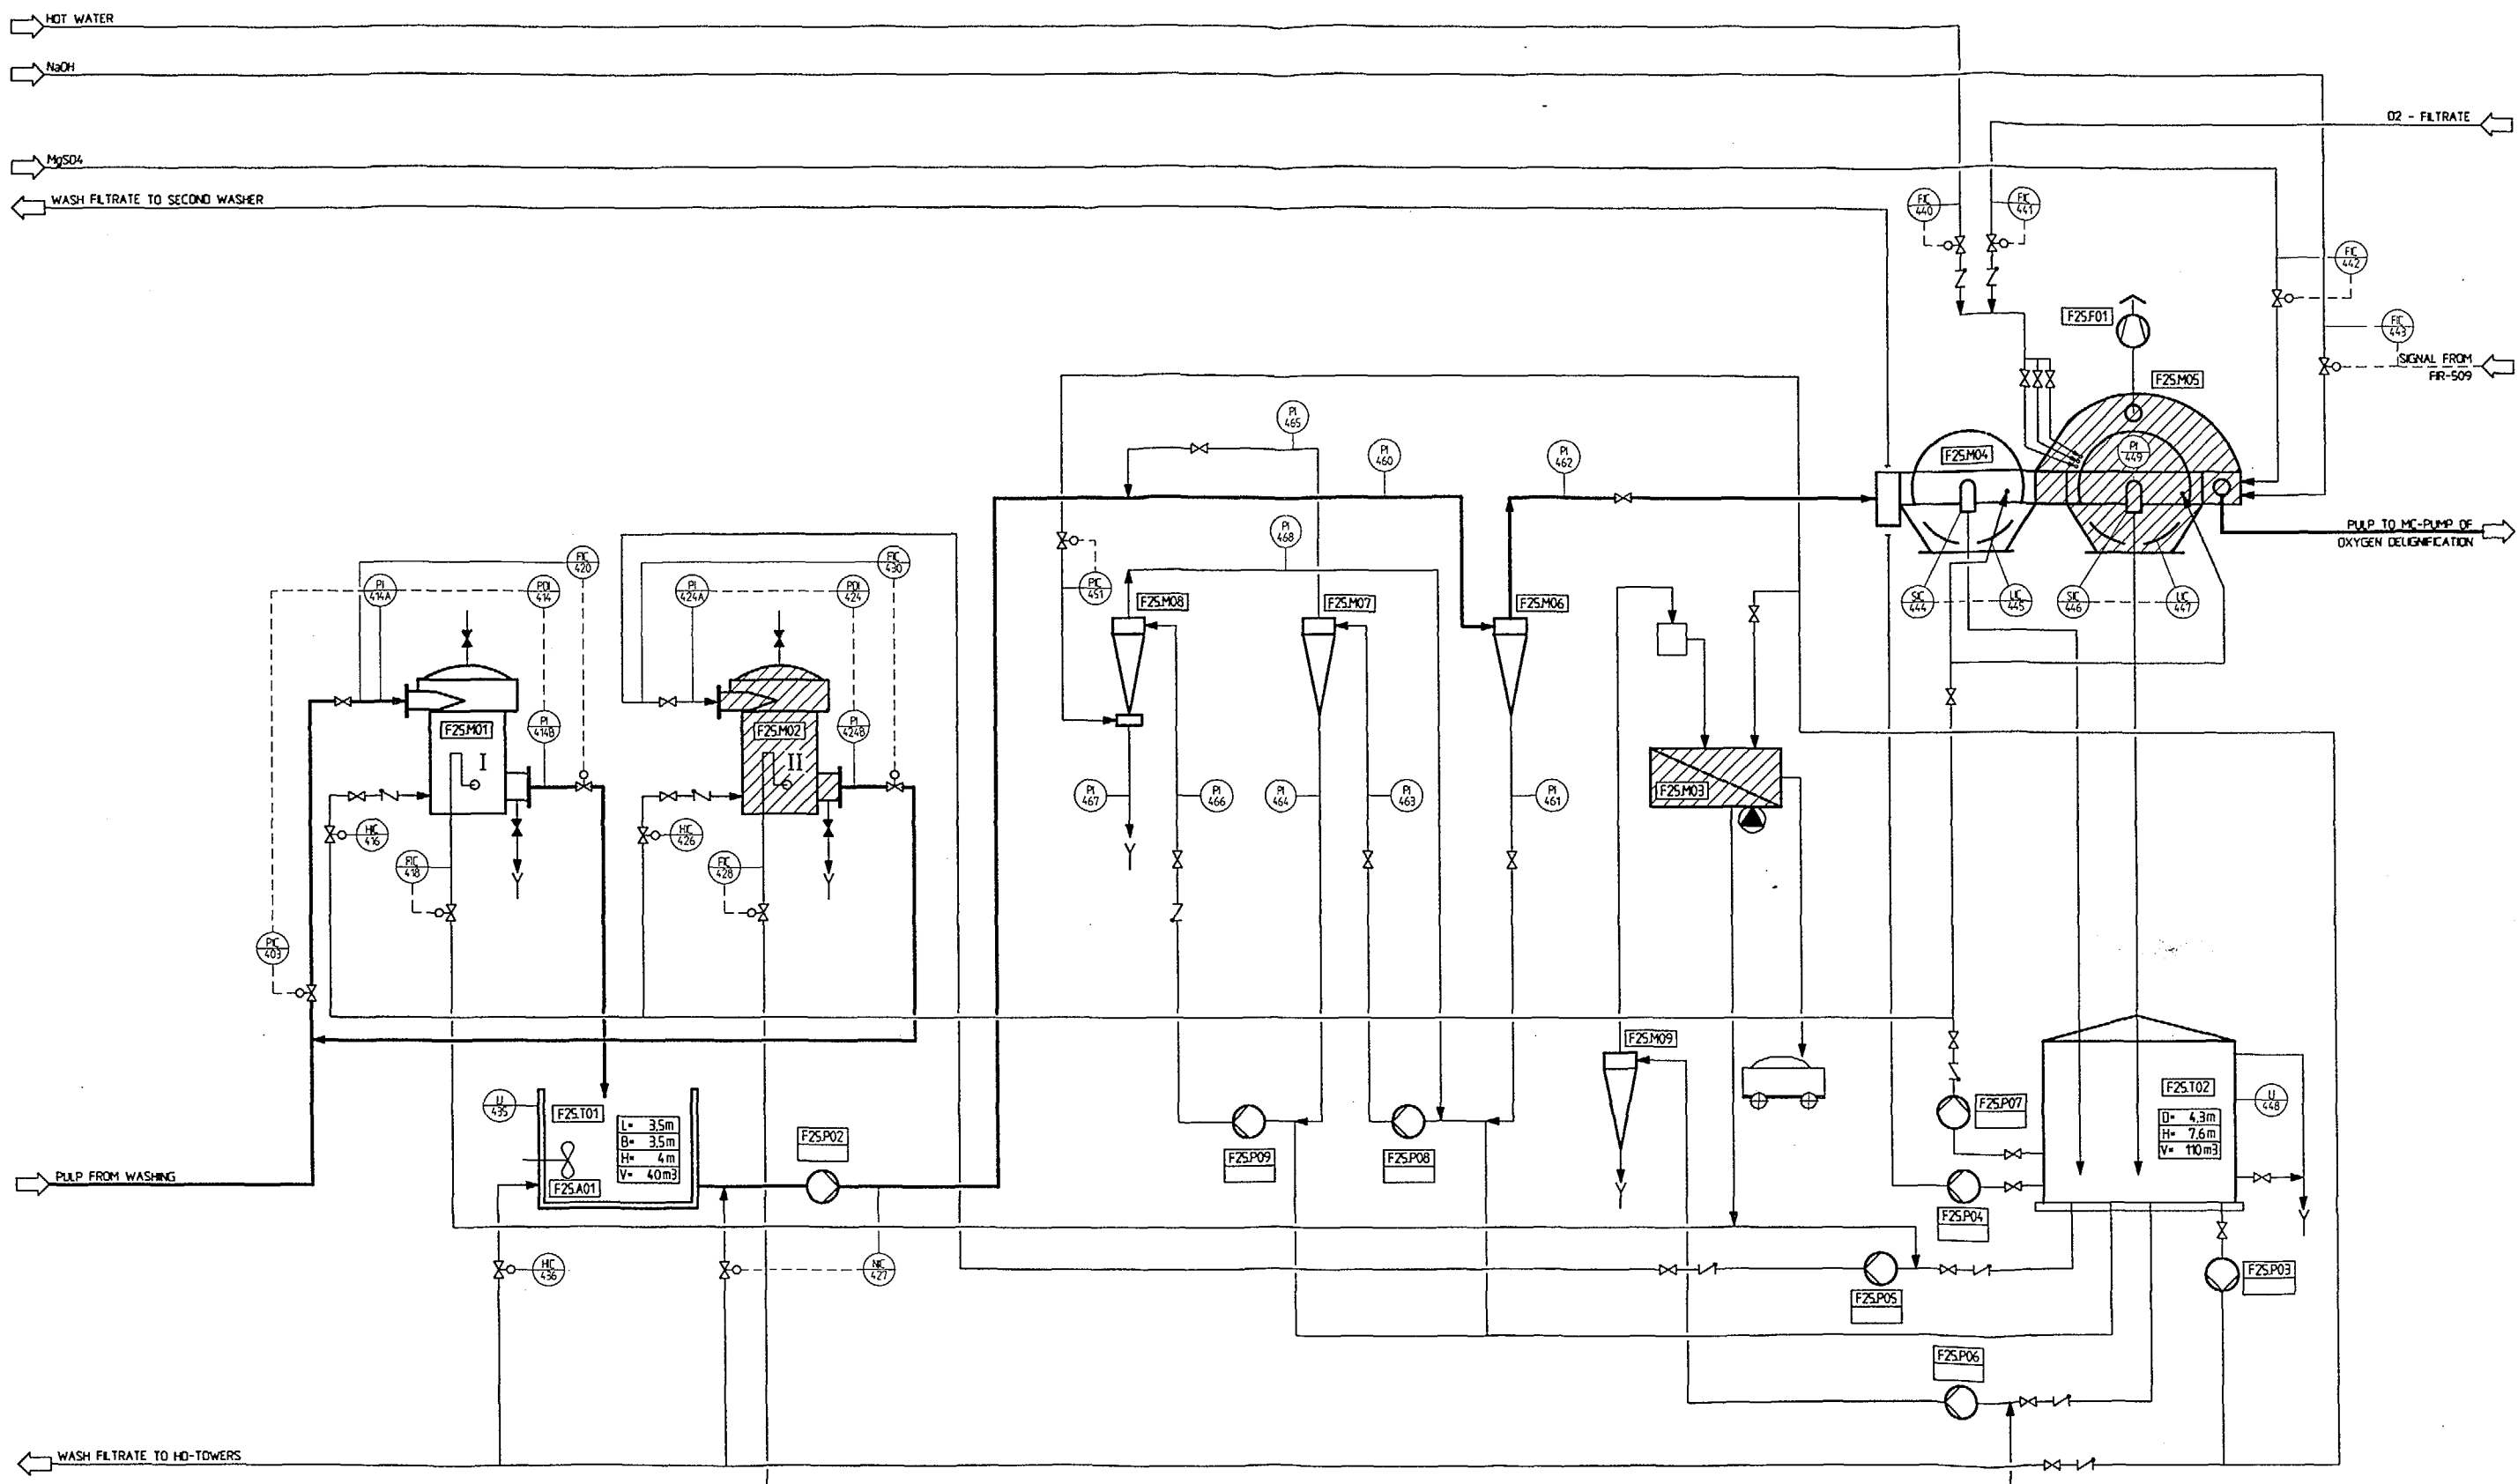 HOT WATER
NaOH
O2 - FILTRATE
MgSO4
WASH FILTRATE TO SECOND WASHER
FIC
440
FIC
441
FIC
442
F25.F01
FIC
443
SIGNAL FROM
FIR-509
F25.M05
PI
465
PI
460
PI
462
F25.M04
PI
449
PI
468
PULP TO MC-PUMP OF
OXYGEN DELIGNIFICATION
FIC
420
FIC
430
PI
414A
PDI
414
PI
424A
PDI
424
PIC
451
F25.M08
F25.M07
F25.M06
SIC
444
LIC
445
SIC
446
LIC
447
F25.M01
PI
414B
F25.M02
PI
424B
I
II
PI
467
PI
466
PI
464
PI
463
PI
461
F25.M03
HIC
416
HIC
426
FIC
418
FIC
428
PIC
403
F25.M09
F25.T02
LI
435
F25.T01
F25.P07
LI
448
L= 3,5m
B= 3,5m
H= 4m
V= 40m3
D= 4,3m
H= 7,6m
V= 110m3
F25.P02
F25.P09
F25.P08
PULP FROM WASHING
F25.A01
F25.P04
HIC
436
NIC
427
F25.P05
F25.P03
F25.P06
WASH FILTRATE TO HD-TOWERS